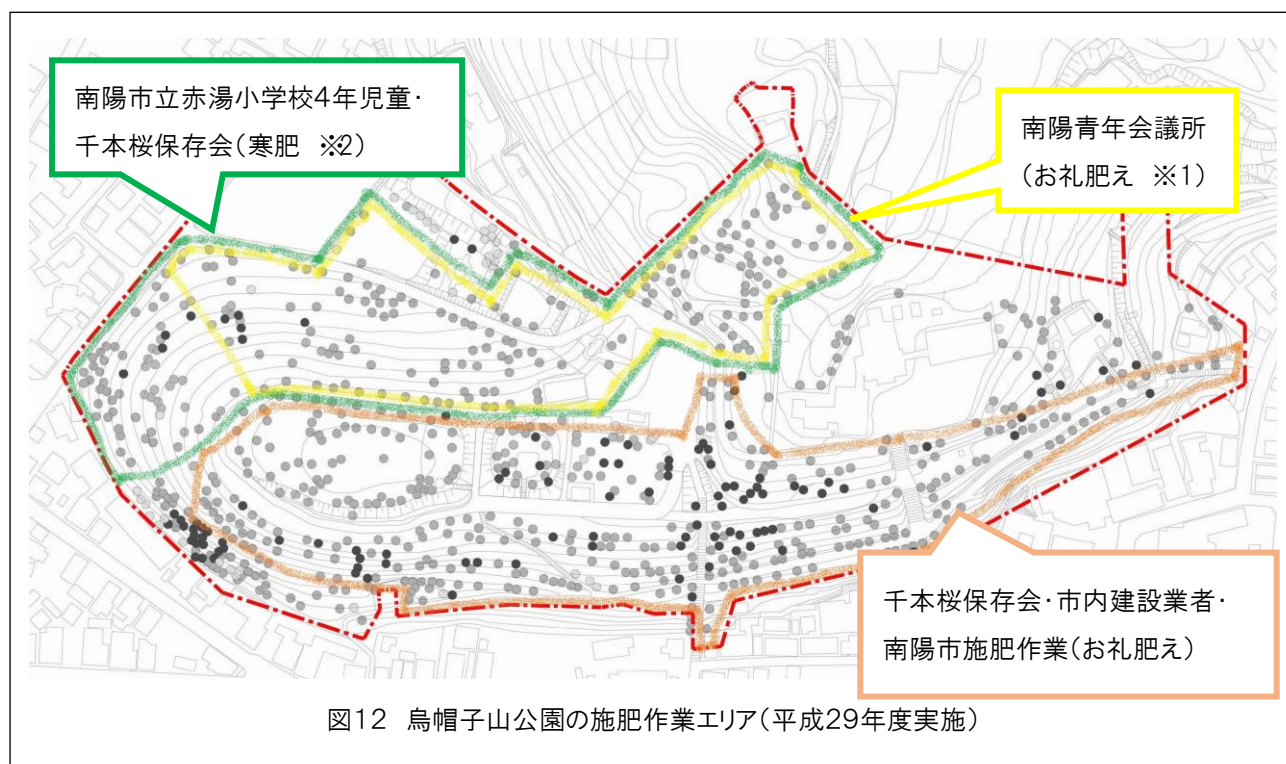 南陽市立赤湯小学校4年児童・
千本桜保存会(寒肥 ※2)
南陽青年会議所
(お礼肥え ※1)
千本桜保存会・市内建設業者・
南陽市施肥作業(お礼肥え)
図12 烏帽子山公園の施肥作業エリア(平成29年度実施)